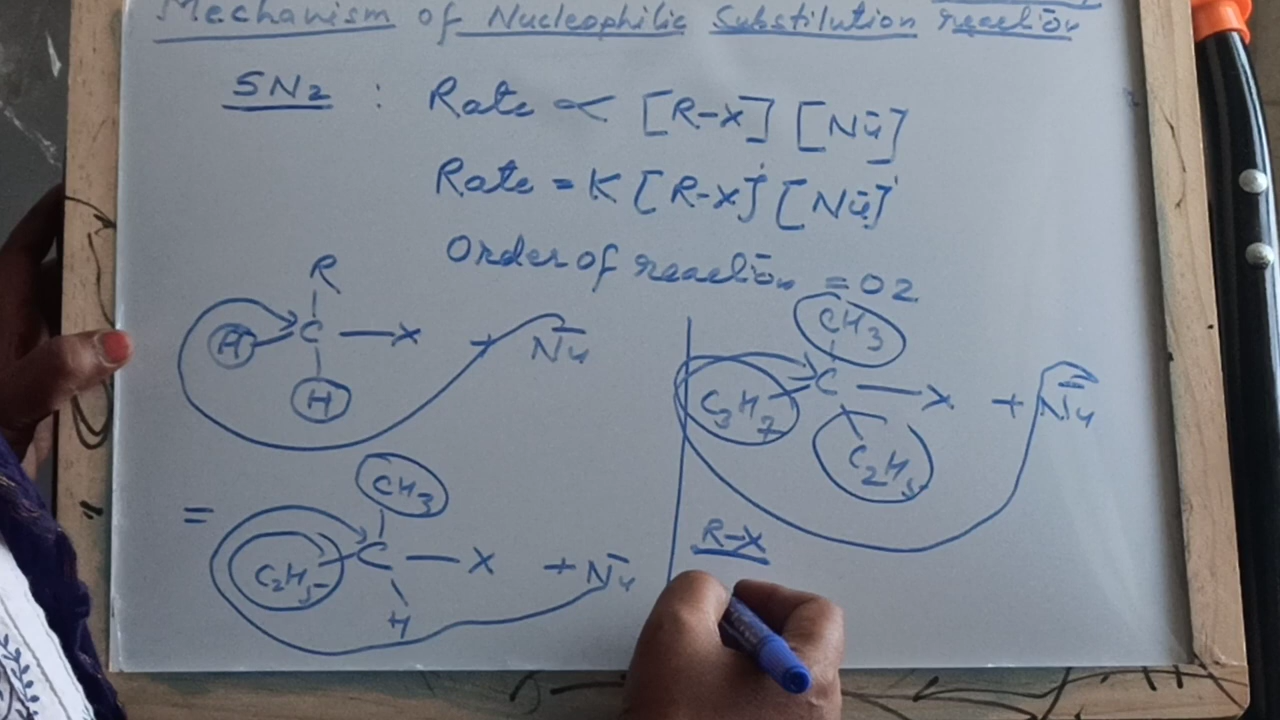 Mechanism of Nucleophilic Substitution reaction
SN2 : Rate ∝ [R-X] [Nu⁻]
Rate = K [R-X]¹ [Nu⁻]¹
Order of reaction = 02
R
H C — X + Nu⁻
H
CH3
C3H7 C — X + Nu⁻
C2H5
CH3
= C2H5 – C — X + Nu⁻
H
R-X